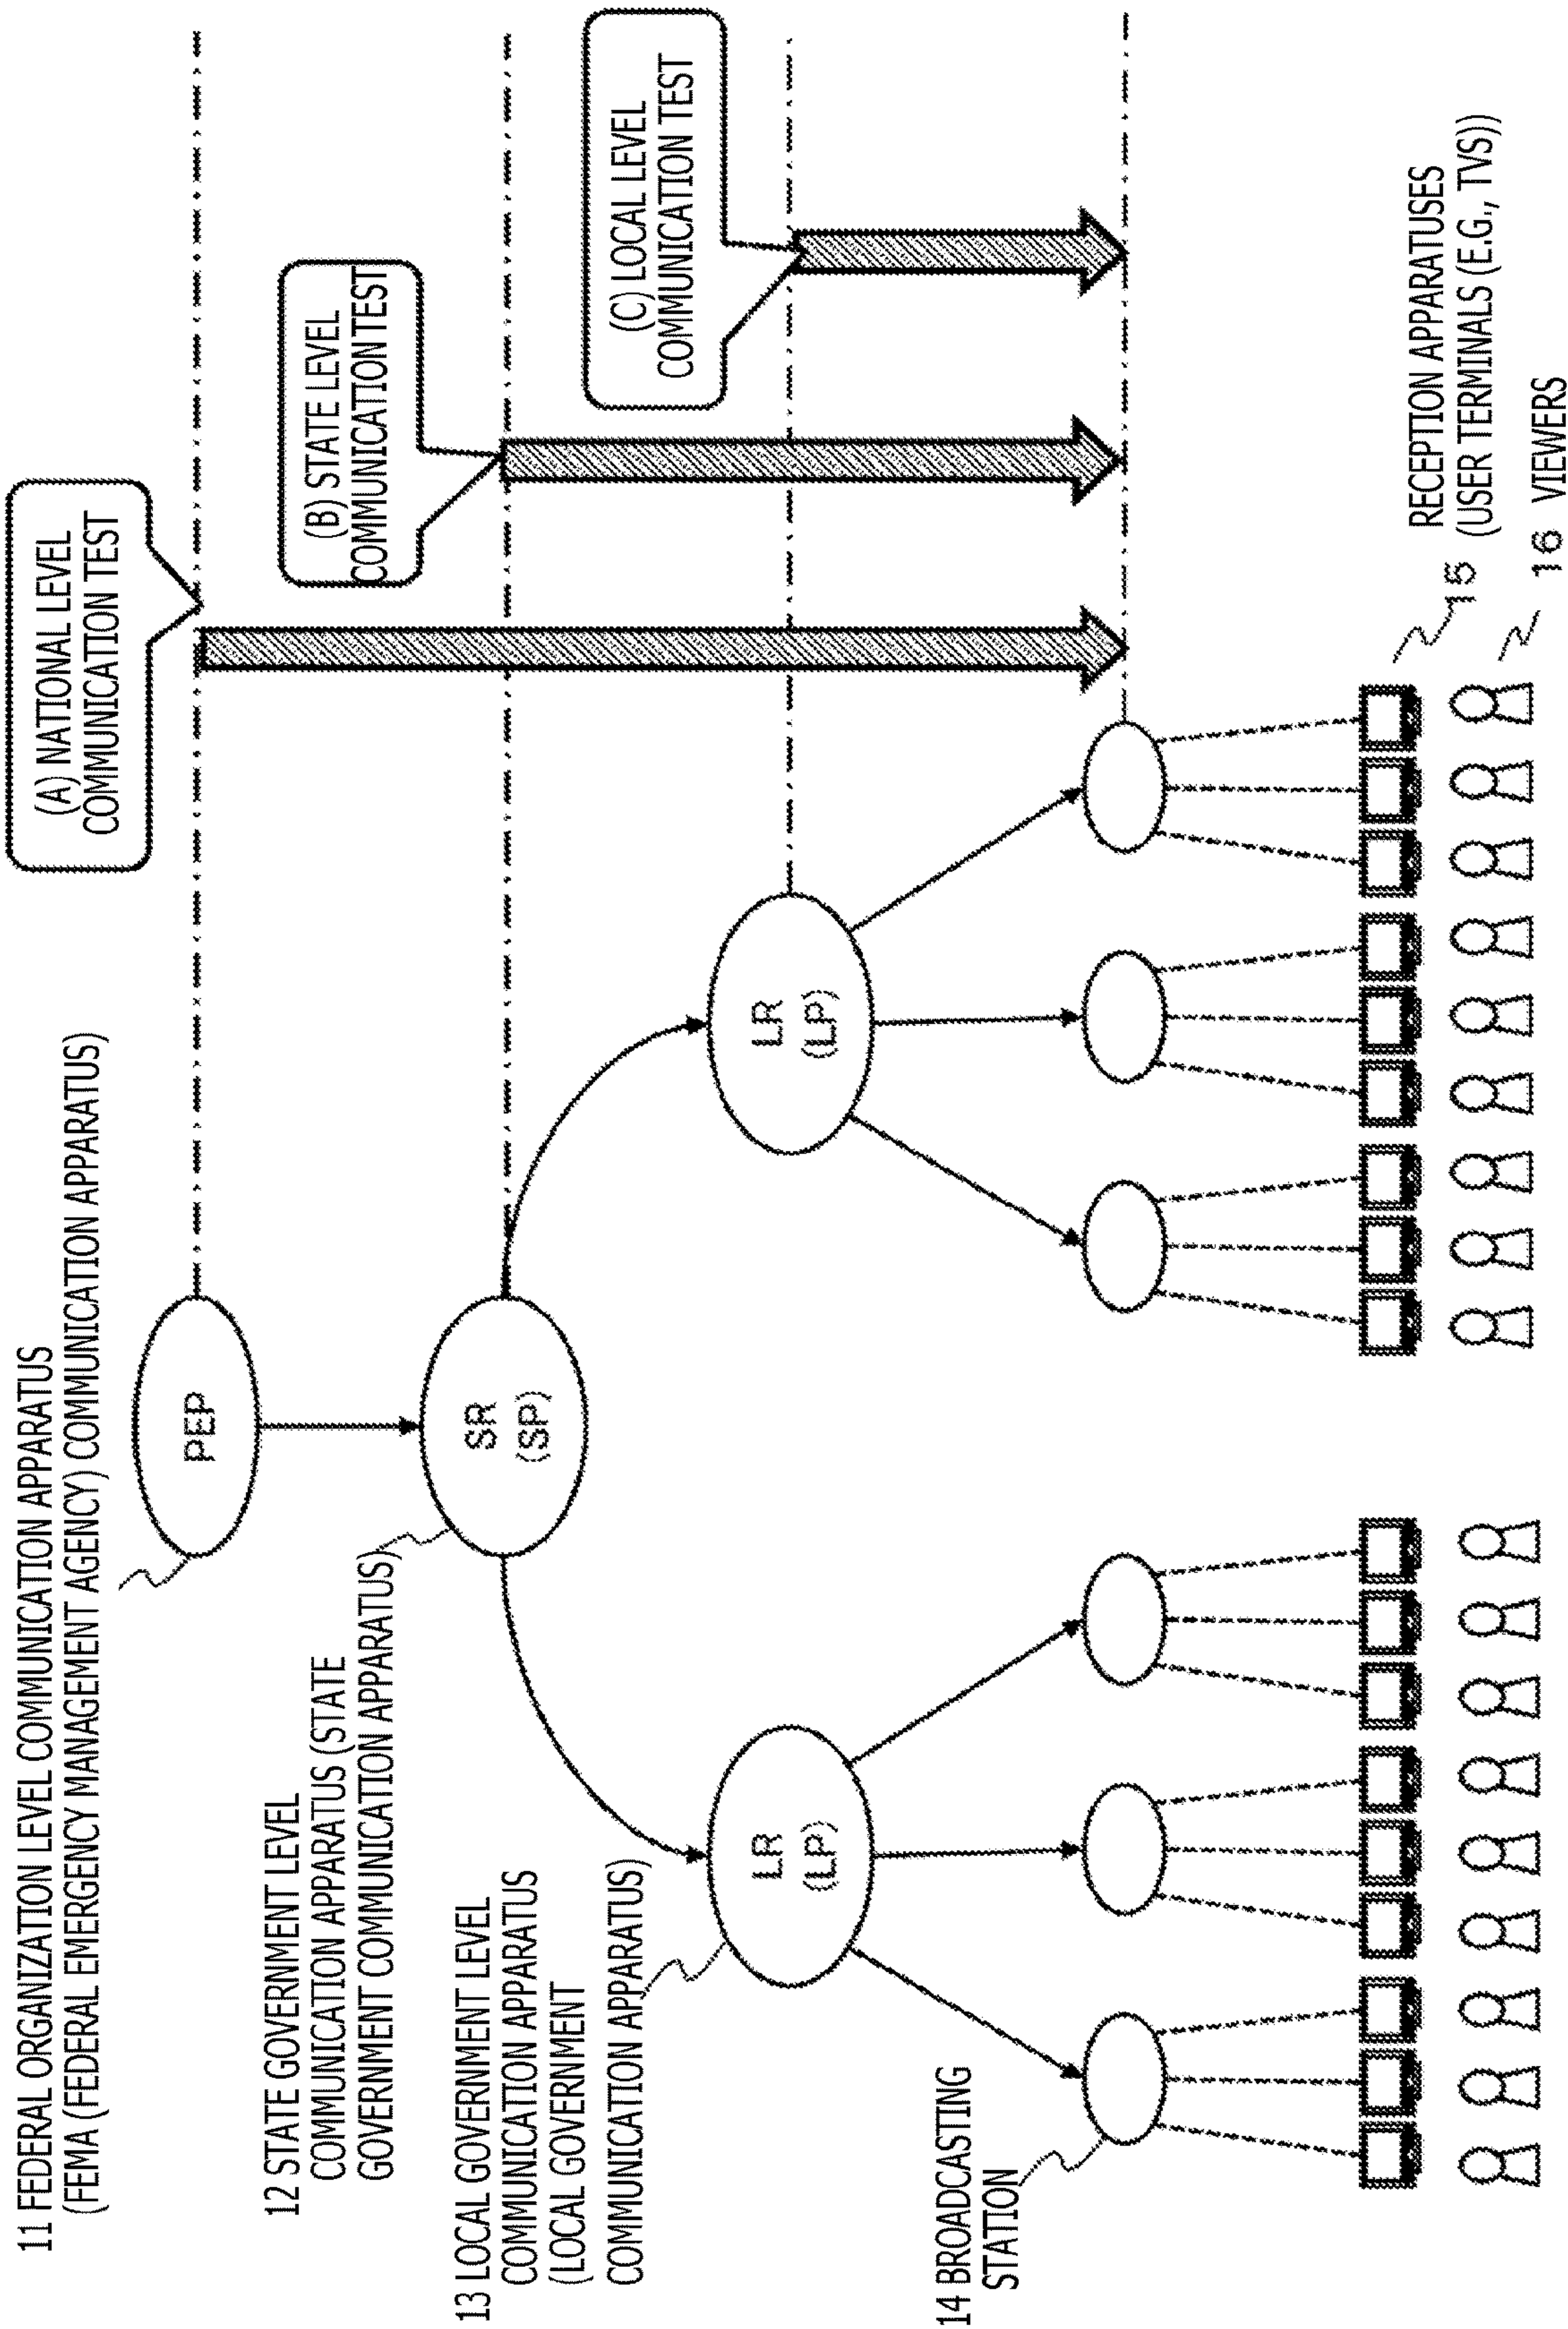 11 FEDERAL ORGANIZATION LEVEL COMMUNICATION APPARATUS
(FEMA (FEDERAL EMERGENCY MANAGEMENT AGENCY) COMMUNICATION APPARATUS)
PEP
(A) NATIONAL LEVEL
COMMUNICATION TEST
12 STATE GOVERNMENT LEVEL
COMMUNICATION APPARATUS (STATE
GOVERNMENT COMMUNICATION APPARATUS)
SR
(SP)
(B) STATE LEVEL
COMMUNICATION TEST
13 LOCAL GOVERNMENT LEVEL
COMMUNICATION APPARATUS
(LOCAL GOVERNMENT
COMMUNICATION APPARATUS)
LR
(LP)
LR
(LP)
(C) LOCAL LEVEL
COMMUNICATION TEST
14 BROADCASTING
STATION
15
RECEPTION APPARATUSES
(USER TERMINALS (E.G., TVS))
16 VIEWERS